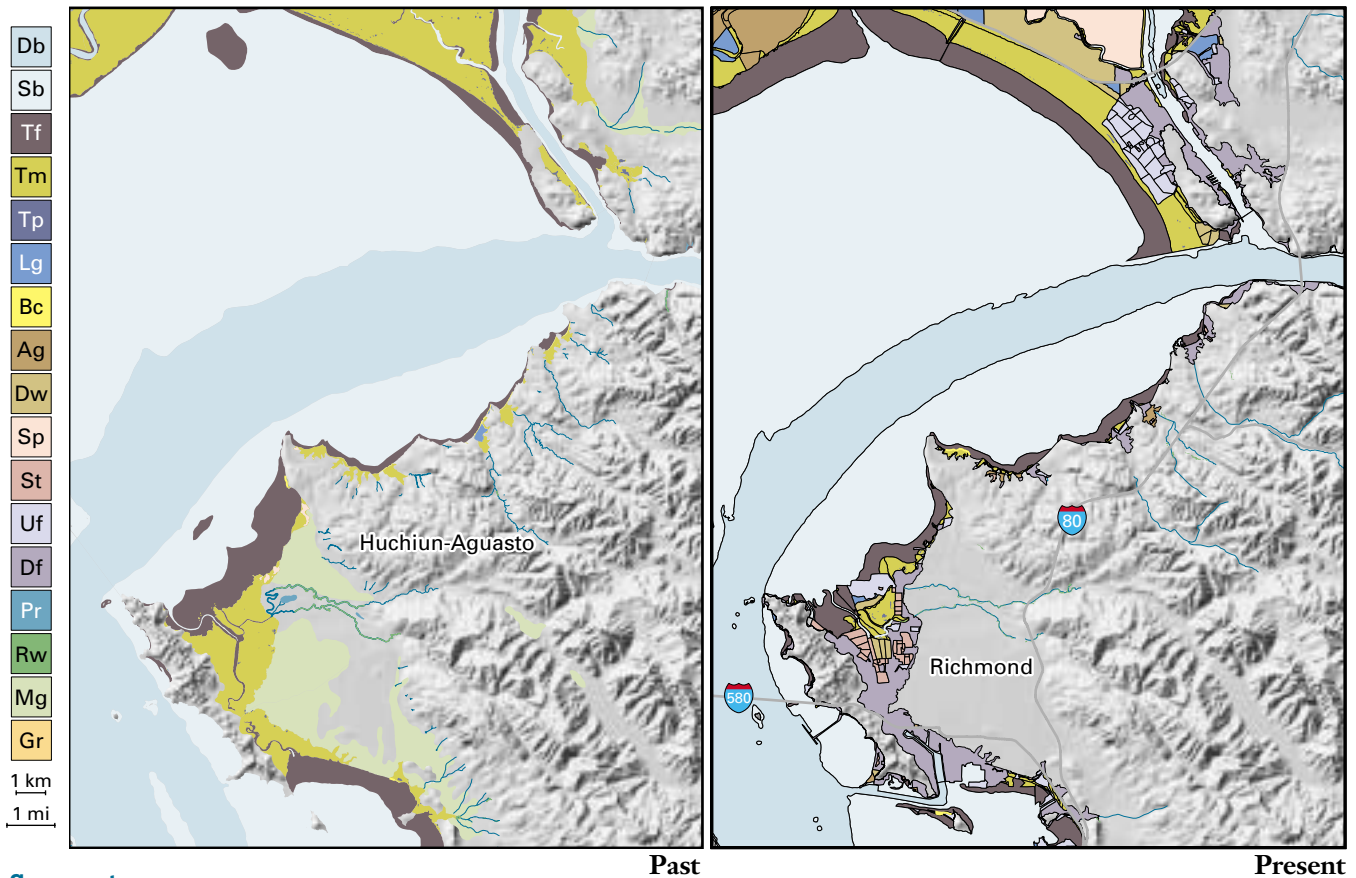 Db
Sb
Tf
Tm
Tp
Lg
Bc
Ag
Dw
Sp
St
Uf
Df
Pr
Rw
Mg
Gr
1 km
1 mi
Huchiun-Aguasto
Past
80
Richmond
580
Present